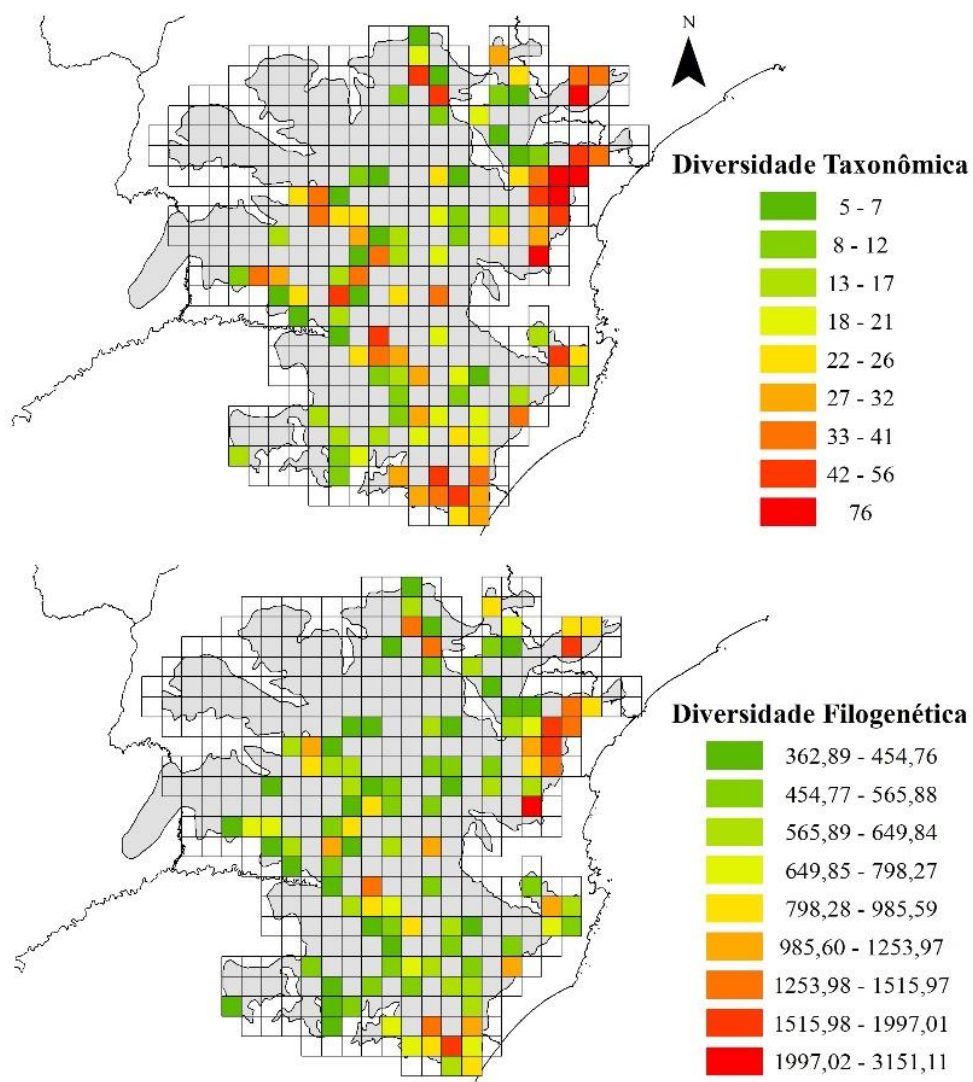 N
Diversidade Taxonômica
5 - 7
8 - 12
13 - 17
18 - 21
22 - 26
27 - 32
33 - 41
42 - 56
76
Diversidade Filogenética
362,89 - 454,76
454,77 - 565,88
565,89 - 649,84
649,85 - 798,27
798,28 - 985,59
985,60 - 1253,97
1253,98 - 1515,97
1515,98 - 1997,01
1997,02 - 3151,11